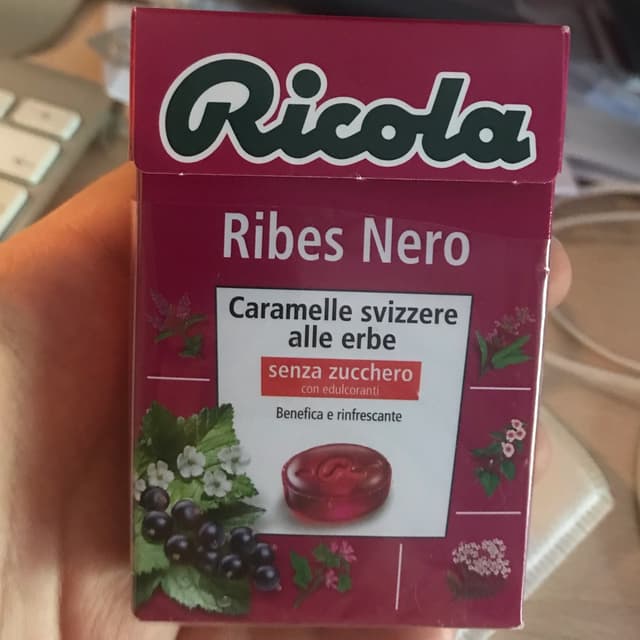 Ricola
Ribes Nero
Caramelle svizzere
alle erbe
senza zucchero
con edulcoranti
Benefica e rinfrescante